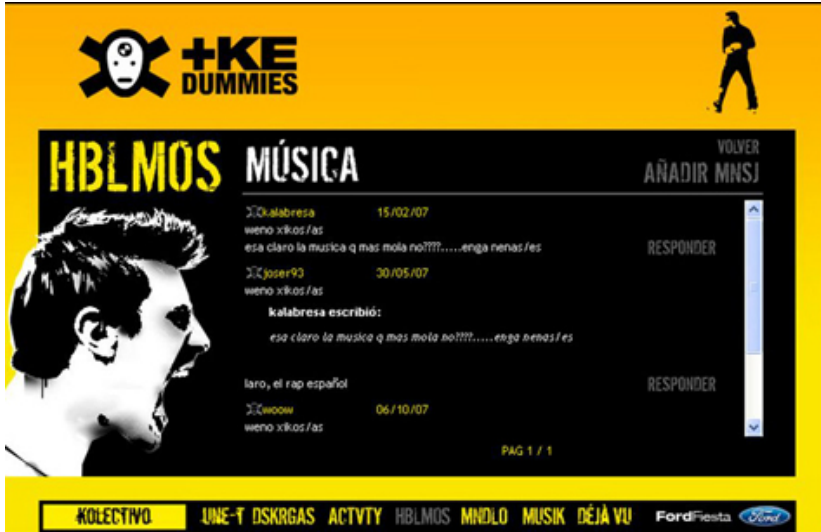 +KE
DUMMIES
HBLMOS
MÚSICA
VOLVER
AÑADIR MNSJ
kalabresa 15/02/07
weno xikos/as
esa claro la musica q mas mola no????.....enga nenas/es
RESPONDER
joser93 30/05/07
weno xikos/as
kalabresa escribió:
esa claro la musica q mas mola no????.....enga nenas/es
laro, el rap español
RESPONDER
woow 06/10/07
weno xikos/as
PAG 1 / 1
KOLECTIVO UNE-T DSKRGAS ACTVTY HBLMOS MNDLO MUSIK DÉJÀ VU FordFiesta Ford